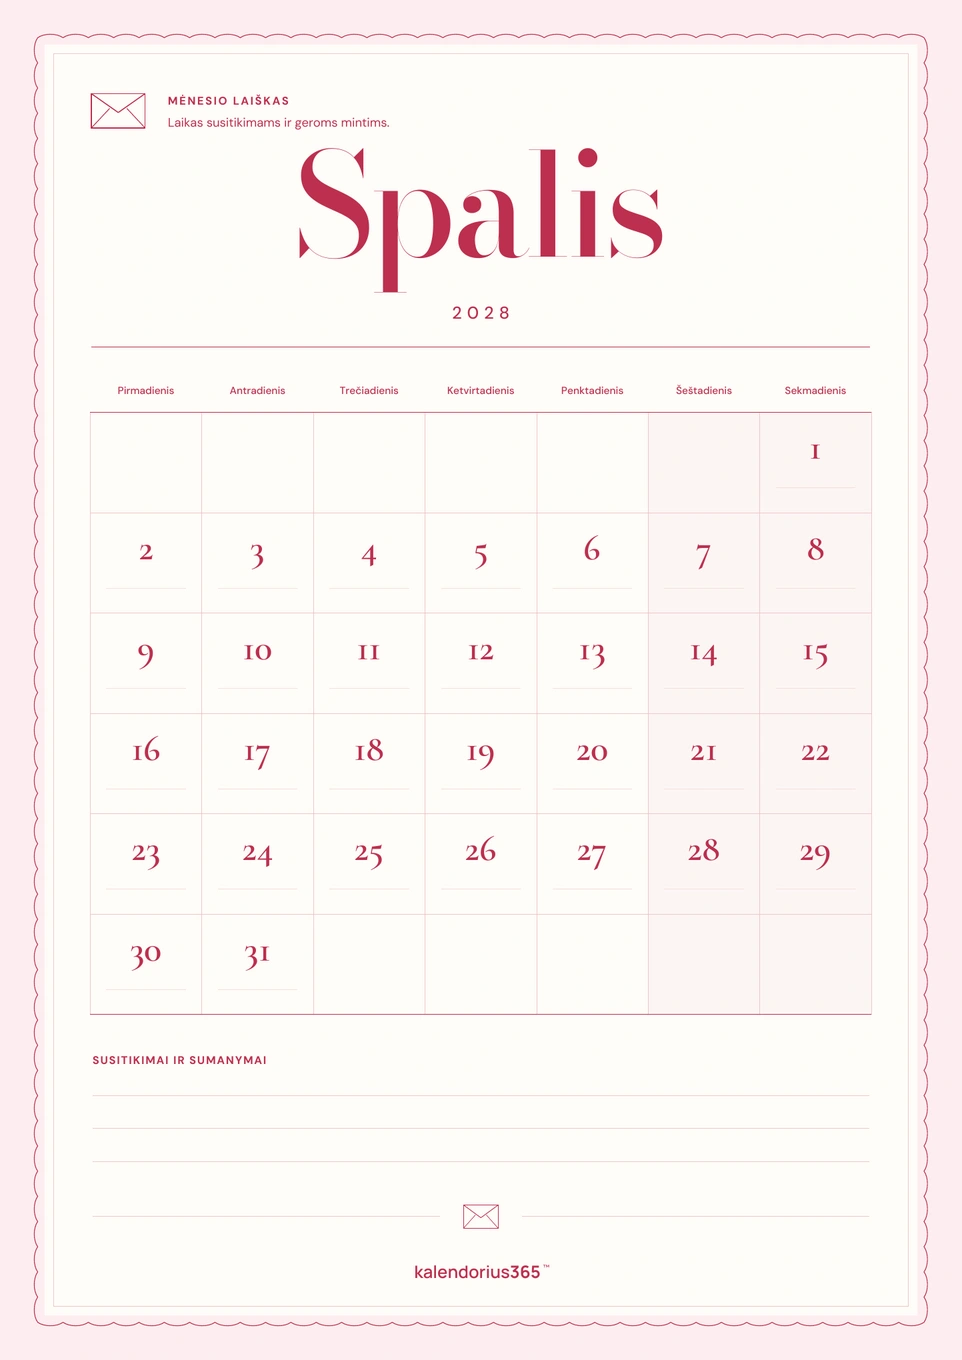 MĖNESIO LAIŠKAS
Laikas susitikimams ir geroms mintims.
Spalis
2028
Pirmadienis Antradienis Trečiadienis Ketvirtadienis Penktadienis Šeštadienis Sekmadienis
1
2 3 4 5 6 7 8
9 10 11 12 13 14 15
16 17 18 19 20 21 22
23 24 25 26 27 28 29
30 31
SUSITIKIMAI IR SUMANYMAI
kalendorius365™